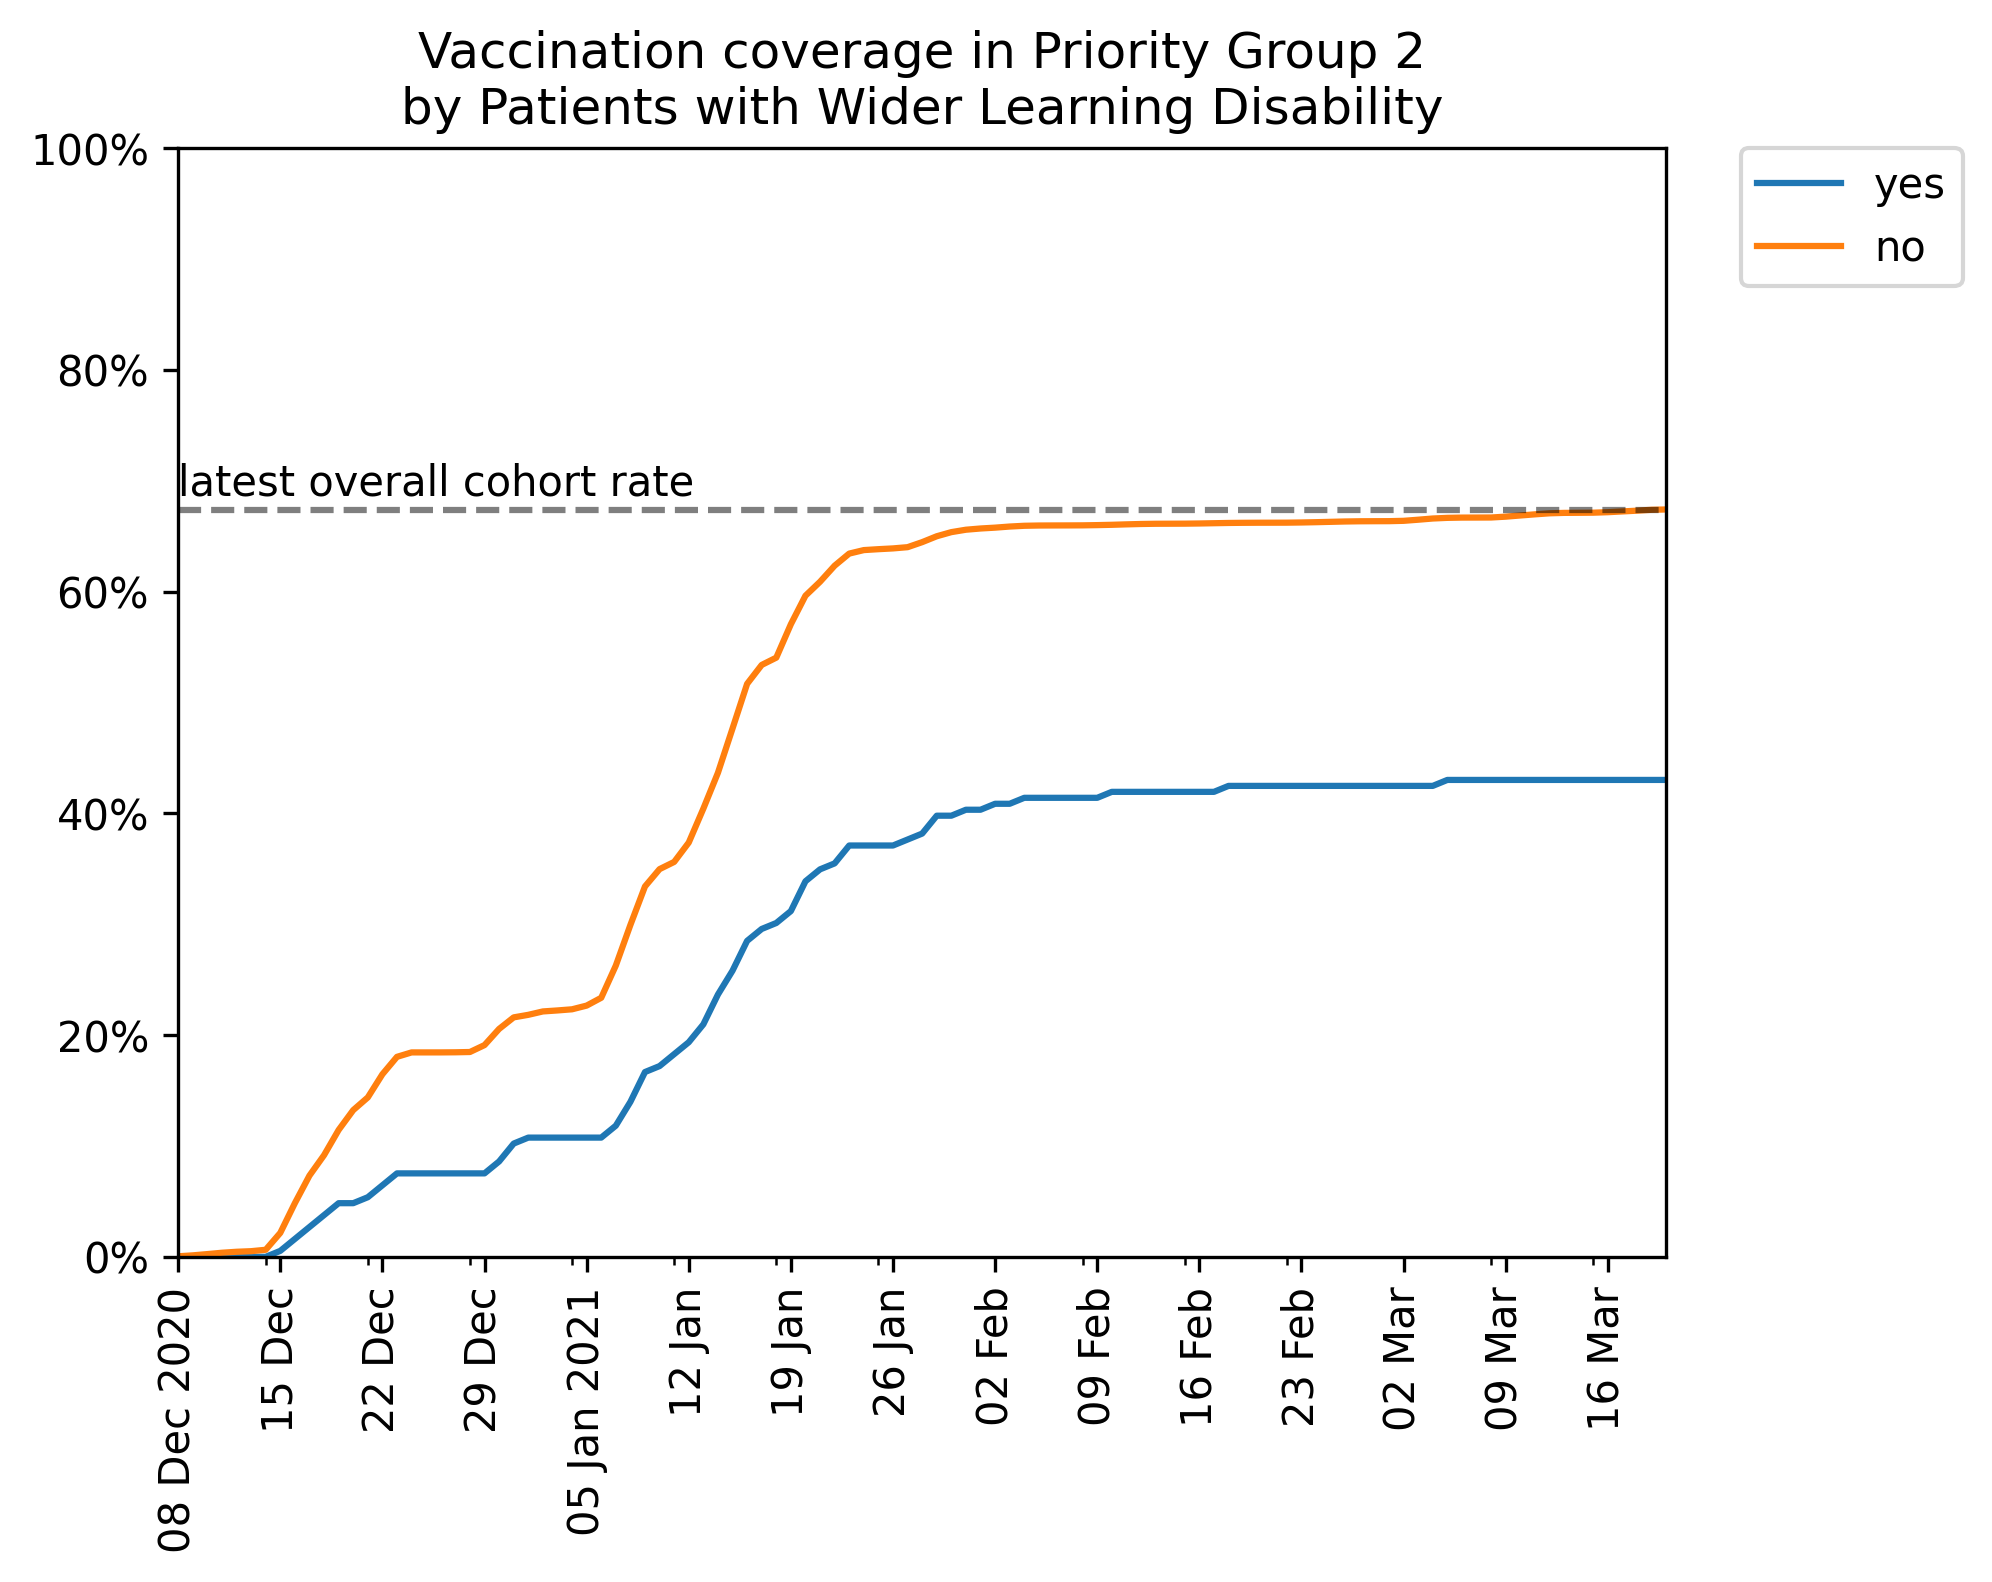 Vaccination coverage in Priority Group 2
by Patients with Wider Learning Disability
100%
80%
60%
40%
20%
0%
latest overall cohort rate
yes
no
08 Dec 2020
15 Dec
22 Dec
29 Dec
05 Jan 2021
12 Jan
19 Jan
26 Jan
02 Feb
09 Feb
16 Feb
23 Feb
02 Mar
09 Mar
16 Mar